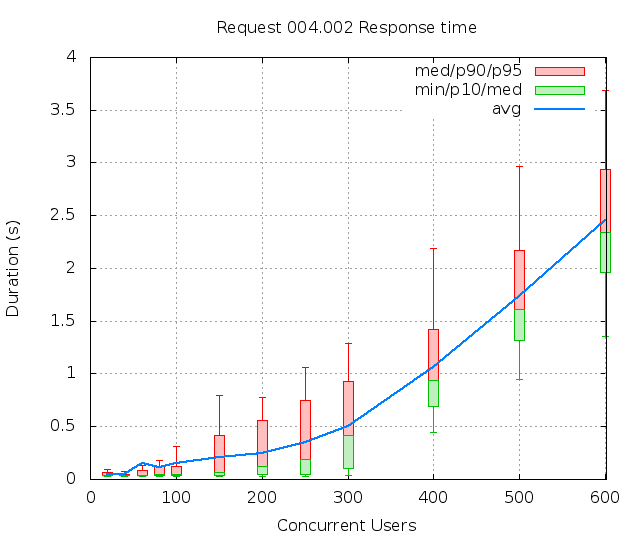 Request 004.002 Response time
4
3.5
3
2.5
2
1.5
1
0.5
0
med/p90/p95
min/p10/med
avg
Duration (s)
0 100 200 300 400 500 600
Concurrent Users